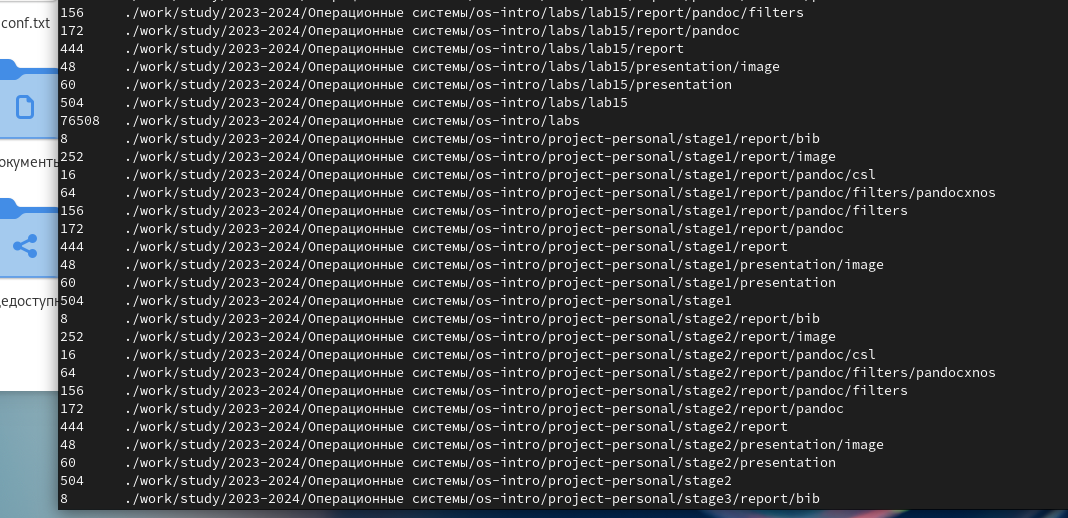 conf.txt
окументы
едоступн
156     ./work/study/2023-2024/Операционные системы/os-intro/labs/lab15/report/pandoc/filters
172     ./work/study/2023-2024/Операционные системы/os-intro/labs/lab15/report/pandoc
444     ./work/study/2023-2024/Операционные системы/os-intro/labs/lab15/report
48      ./work/study/2023-2024/Операционные системы/os-intro/labs/lab15/presentation/image
60      ./work/study/2023-2024/Операционные системы/os-intro/labs/lab15/presentation
504     ./work/study/2023-2024/Операционные системы/os-intro/labs/lab15
76508   ./work/study/2023-2024/Операционные системы/os-intro/labs
8       ./work/study/2023-2024/Операционные системы/os-intro/project-personal/stage1/report/bib
252     ./work/study/2023-2024/Операционные системы/os-intro/project-personal/stage1/report/image
16      ./work/study/2023-2024/Операционные системы/os-intro/project-personal/stage1/report/pandoc/csl
64      ./work/study/2023-2024/Операционные системы/os-intro/project-personal/stage1/report/pandoc/filters/pandocxnos
156     ./work/study/2023-2024/Операционные системы/os-intro/project-personal/stage1/report/pandoc/filters
172     ./work/study/2023-2024/Операционные системы/os-intro/project-personal/stage1/report/pandoc
444     ./work/study/2023-2024/Операционные системы/os-intro/project-personal/stage1/report
48      ./work/study/2023-2024/Операционные системы/os-intro/project-personal/stage1/presentation/image
60      ./work/study/2023-2024/Операционные системы/os-intro/project-personal/stage1/presentation
504     ./work/study/2023-2024/Операционные системы/os-intro/project-personal/stage1
8       ./work/study/2023-2024/Операционные системы/os-intro/project-personal/stage2/report/bib
252     ./work/study/2023-2024/Операционные системы/os-intro/project-personal/stage2/report/image
16      ./work/study/2023-2024/Операционные системы/os-intro/project-personal/stage2/report/pandoc/csl
64      ./work/study/2023-2024/Операционные системы/os-intro/project-personal/stage2/report/pandoc/filters/pandocxnos
156     ./work/study/2023-2024/Операционные системы/os-intro/project-personal/stage2/report/pandoc/filters
172     ./work/study/2023-2024/Операционные системы/os-intro/project-personal/stage2/report/pandoc
444     ./work/study/2023-2024/Операционные системы/os-intro/project-personal/stage2/report
48      ./work/study/2023-2024/Операционные системы/os-intro/project-personal/stage2/presentation/image
60      ./work/study/2023-2024/Операционные системы/os-intro/project-personal/stage2/presentation
504     ./work/study/2023-2024/Операционные системы/os-intro/project-personal/stage2
8       ./work/study/2023-2024/Операционные системы/os-intro/project-personal/stage3/report/bib